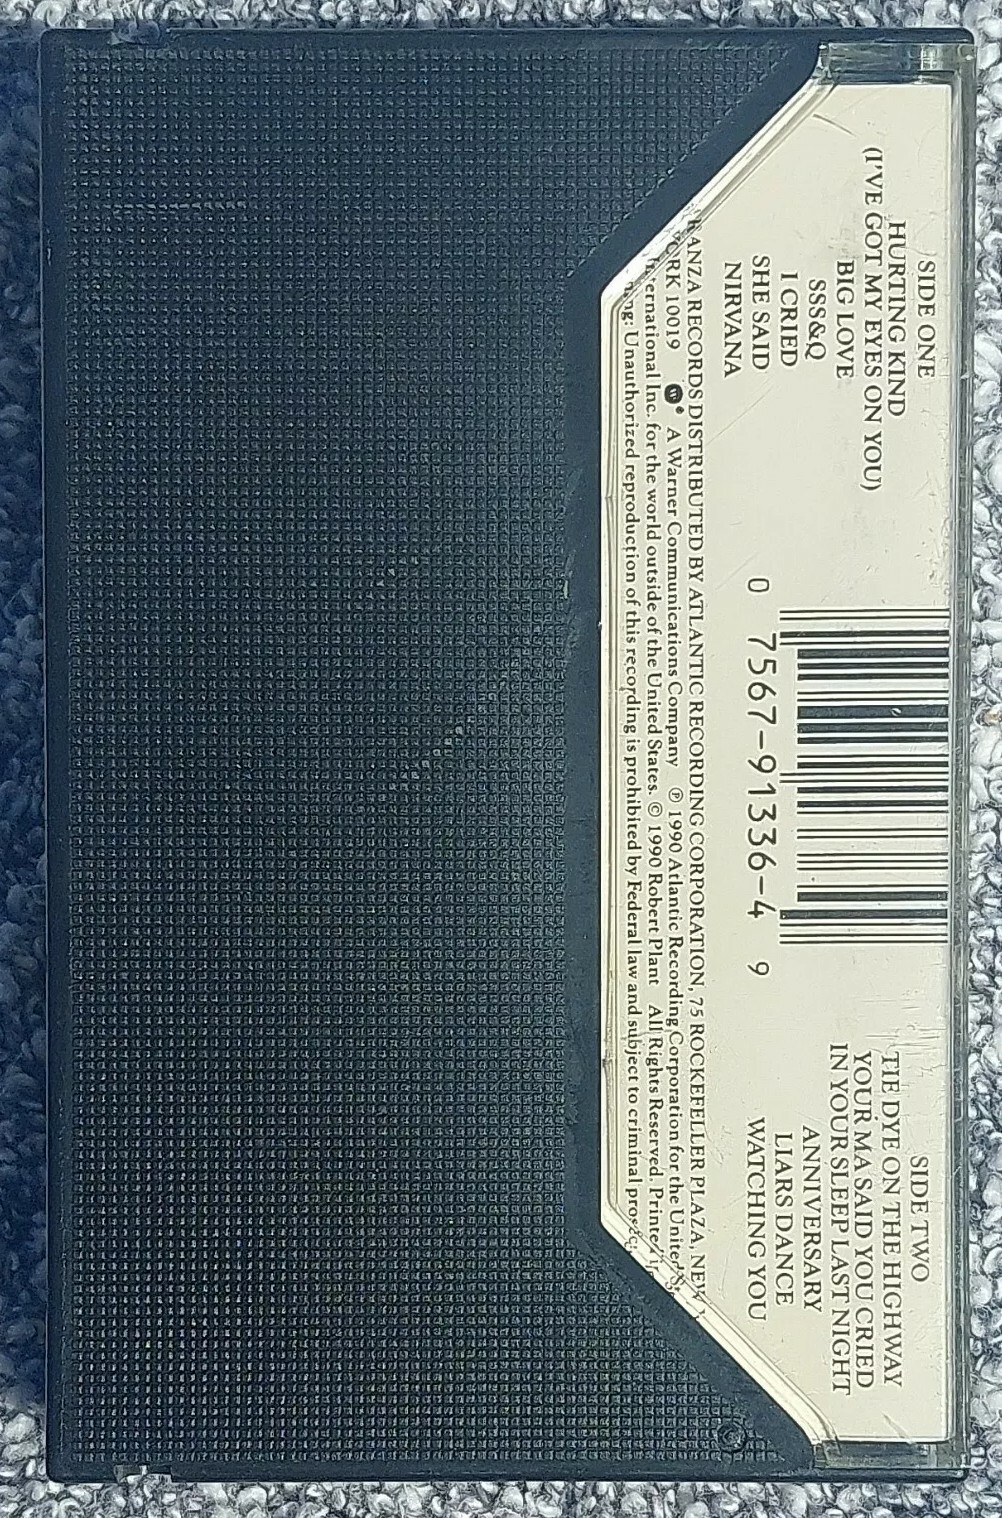 SIDE ONE
HURTING KIND
(I'VE GOT MY EYES ON YOU)
BIG LOVE
SSS&Q
I CRIED
SHE SAID
NIRVANA
0 7567-91336-4 9
SIDE TWO
TIE DYE ON THE HIGHWAY
YOUR MA SAID YOU CRIED
IN YOUR SLEEP LAST NIGHT
ANNIVERSARY
LIARS DANCE
WATCHING YOU
RECORDS DISTRIBUTED BY ATLANTIC RECORDING CORPORATION, 75 ROCKEFELLER PLAZA, NEW
YORK 10019 A Warner Communications Company ℗ 1990 Atlantic Recording Corporation for the United
International Inc. for the world outside of the United States. © 1990 Robert Plant All Rights Reserved.
Unauthorized reproduction of this recording is prohibited by Federal law and subject to criminal